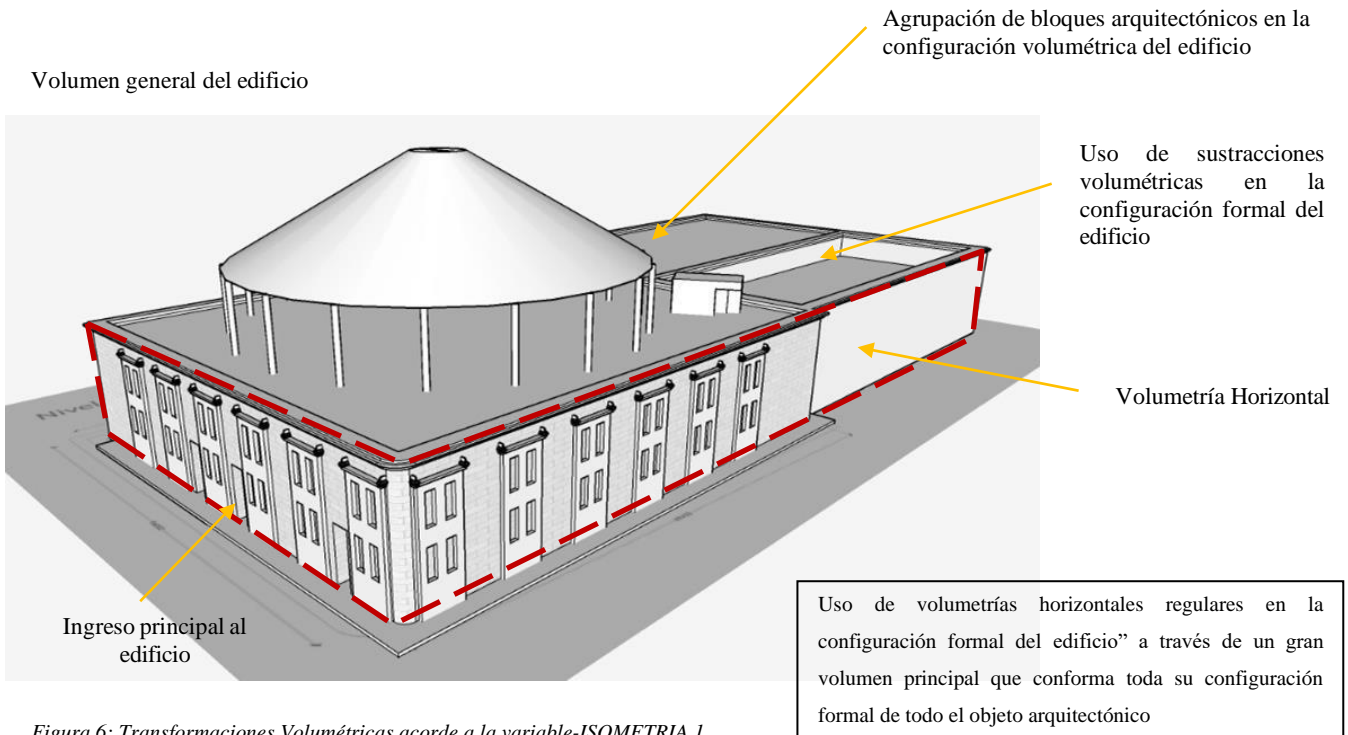 Agrupación de bloques arquitectónicos en la
configuración volumétrica del edificio
Volumen general del edificio
Uso de sustracciones
volumétricas en la
configuración formal del
edificio
Volumetría Horizontal
Nivel
Ingreso principal al
edificio
Uso de volumetrías horizontales regulares en la
configuración formal del edificio” a través de un gran
volumen principal que conforma toda su configuración
formal de todo el objeto arquitectónico
Figura 6: Transformaciones Volumétricas acorde a la variable-ISOMETRIA 1